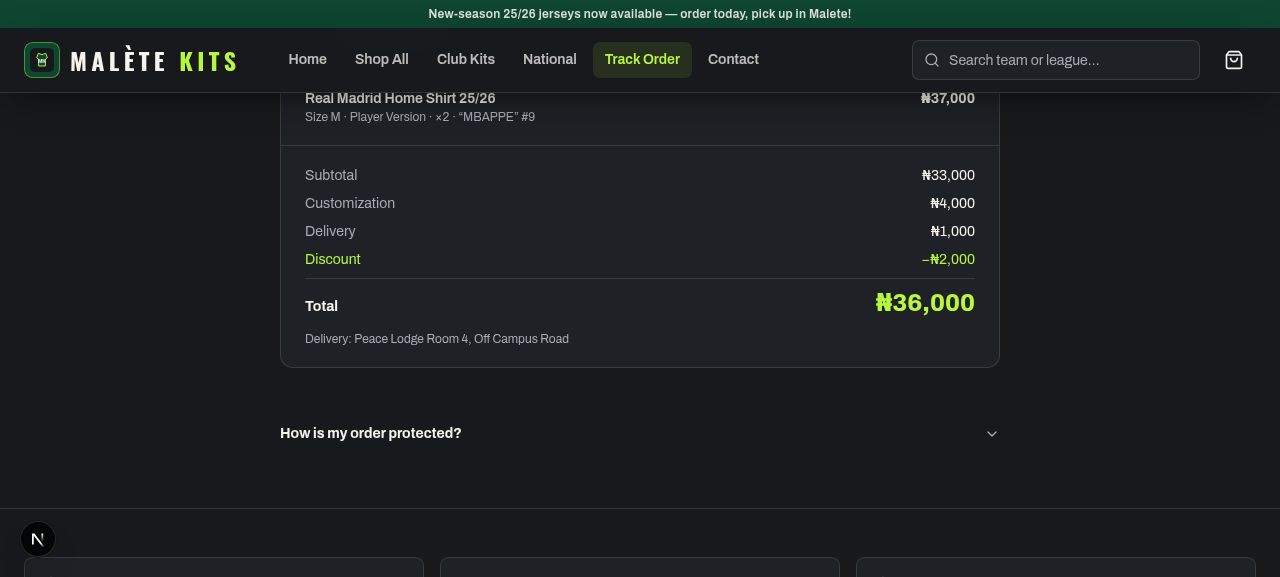 New-season 25/26 jerseys now available — order today, pick up in Malete!
MALÈTE KITS
Home
Shop All
Club Kits
National
Track Order
Contact
Search team or league...
Real Madrid Home Shirt 25/26
₦37,000
Size M · Player Version · ×2 · “MBAPPE” #9
Subtotal
₦33,000
Customization
₦4,000
Delivery
₦1,000
Discount
−₦2,000
Total
₦36,000
Delivery: Peace Lodge Room 4, Off Campus Road
How is my order protected?
N